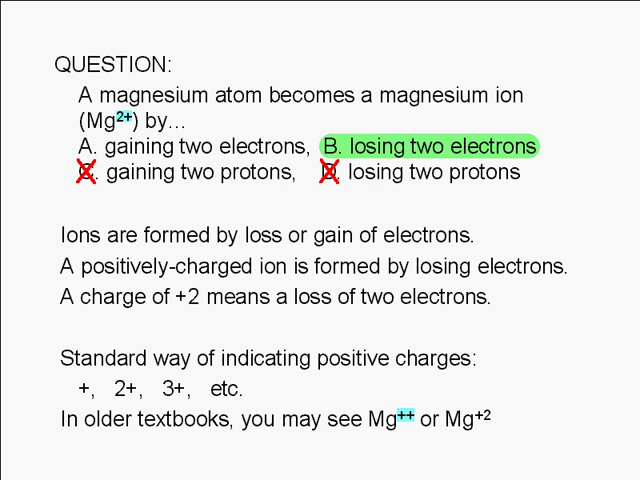 QUESTION:
A magnesium atom becomes a magnesium ion
(Mg²⁺) by…
A. gaining two electrons, B. losing two electrons
C. gaining two protons, D. losing two protons
Ions are formed by loss or gain of electrons.
A positively-charged ion is formed by losing electrons.
A charge of +2 means a loss of two electrons.
Standard way of indicating positive charges:
+, 2+, 3+, etc.
In older textbooks, you may see Mg⁺⁺ or Mg⁺²